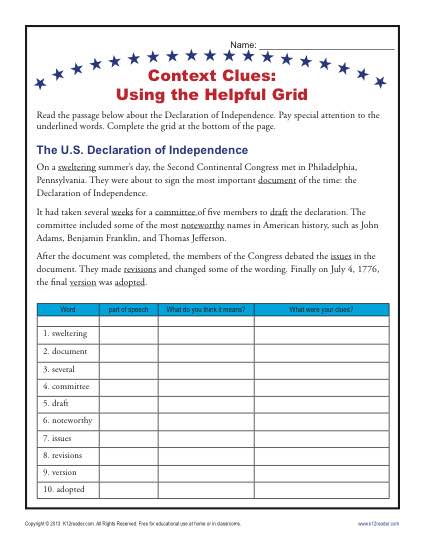 Name:
Context Clues:
Using the Helpful Grid
Read the passage below about the Declaration of Independence. Pay special attention to the
underlined words. Complete the grid at the bottom of the page.
The U.S. Declaration of Independence
On a sweltering summer's day, the Second Continental Congress met in Philadelphia,
Pennsylvania. They were about to sign the most important document of the time: the
Declaration of Independence.
It had taken several weeks for a committee of five members to draft the declaration. The
committee included some of the most noteworthy names in American history, such as John
Adams, Benjamin Franklin, and Thomas Jefferson.
After the document was completed, the members of the Congress debated the issues in the
document. They made revisions and changed some of the wording. Finally on July 4, 1776,
the final version was adopted.
Word part of speech What do you think it means? What were your clues?
1. sweltering
2. document
3. several
4. committee
5. draft
6. noteworthy
7. issues
8. revisions
9. version
10. adopted
Copyright © 2013 K12reader.com. All Rights Reserved. Free for educational use at home or in classrooms. www.k12reader.com